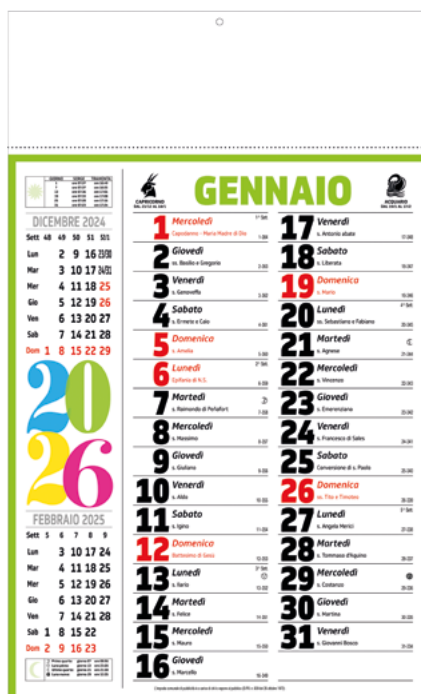 GENNAIO
CAPRICORNO
ACQUARIO
DICEMBRE 2024
Sett 48 49 50 51 52/1
Lun 2 9 16 23/30
Mar 3 10 17 24/31
Mer 4 11 18 25
Gio 5 12 19 26
Ven 6 13 20 27
Sab 7 14 21 28
Dom 1 8 15 22 29
2026
FEBBRAIO 2025
Sett 5 6 7 8 9
Lun 3 10 17 24
Mar 4 11 18 25
Mer 5 12 19 26
Gio 6 13 20 27
Ven 7 14 21 28
Sab 1 8 15 22
Dom 2 9 16 23
1 Mercoledì
Capodanno - Maria Madre di Dio
2 Giovedì
ss. Basilio e Gregorio
3 Venerdì
s. Genoveffa
4 Sabato
s. Ermete e Caio
5 Domenica
s. Amelia
6 Lunedì
Epifania di N.S.
7 Martedì
s. Raimondo di Peñafort
8 Mercoledì
s. Massimo
9 Giovedì
s. Giuliano
10 Venerdì
s. Aldo
11 Sabato
s. Igino
12 Domenica
Battesimo di Gesù
13 Lunedì
s. Ilario
14 Martedì
s. Felice
15 Mercoledì
s. Mauro
16 Giovedì
s. Marcello
17 Venerdì
s. Antonio abate
18 Sabato
s. Liberata
19 Domenica
s. Mario
20 Lunedì
ss. Sebastiano e Fabiano
21 Martedì
s. Agnese
22 Mercoledì
s. Vincenzo
23 Giovedì
s. Emerenziana
24 Venerdì
s. Francesco di Sales
25 Sabato
Conversione di s. Paolo
26 Domenica
ss. Tito e Timoteo
27 Lunedì
s. Angela Merici
28 Martedì
s. Tommaso d'Aquino
29 Mercoledì
s. Costanzo
30 Giovedì
s. Martina
31 Venerdì
s. Giovanni Bosco